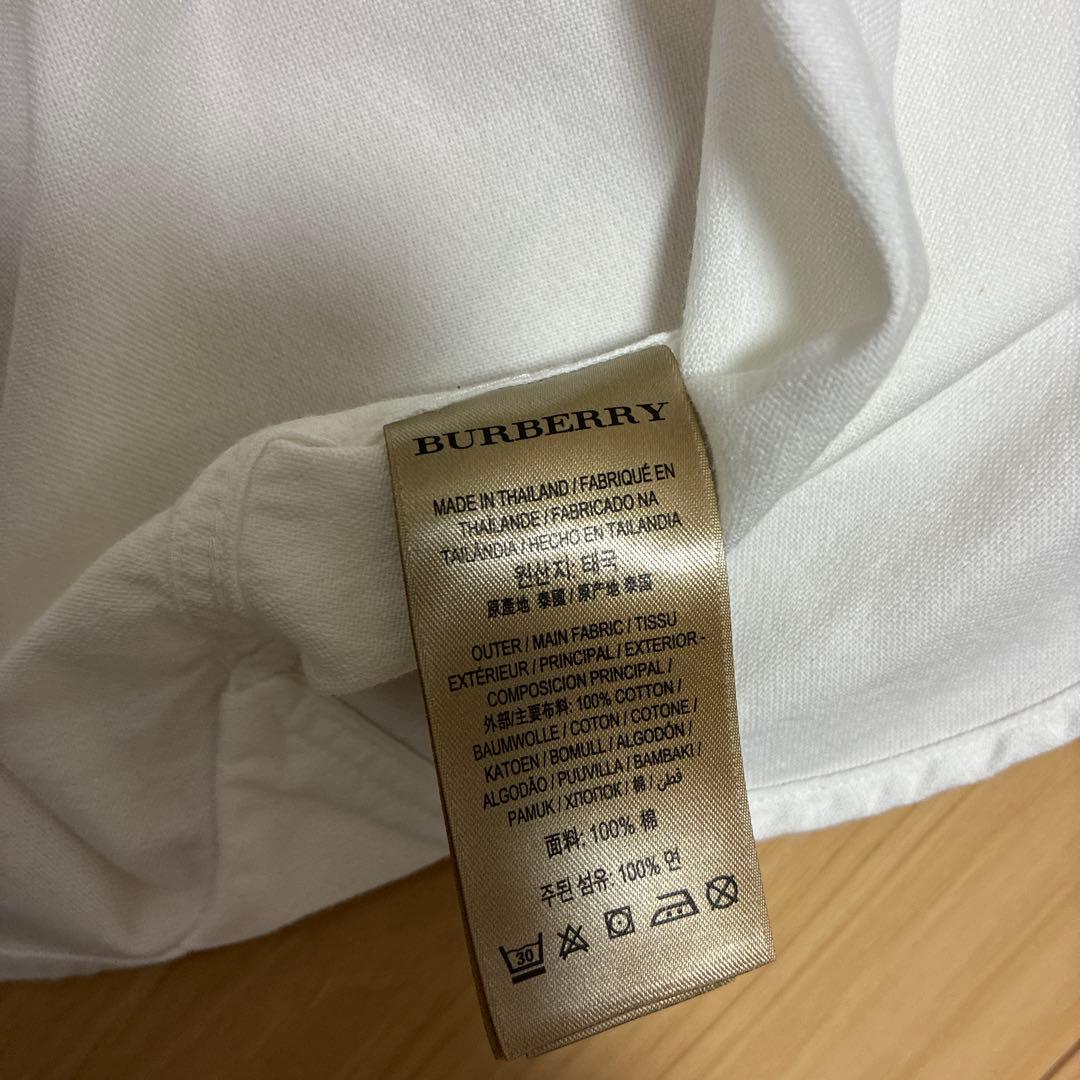 BURBERRY
MADE IN THAILAND / FABRIQUÉ EN
THAÏLANDE / FABRICADO NA
TAILÂNDIA / HECHO EN TAILANDIA
원산지: 태국
原產地 泰國 / 原产地 泰國
OUTER / MAIN FABRIC / TISSU
EXTÉRIEUR / PRINCIPAL / EXTERIOR -
COMPOSICION PRINCIPAL /
外部/主要布料: 100% COTTON /
BAUMWOLLE / COTON / COTONE /
KATOEN / BOMULL / ALGODÓN /
ALGODÃO / PUUVILLA / BAMBAKI /
PAMUK / ХЛОПОК / 棉 / قطن
面料: 100% 棉
주된 섬유: 100% 면
30